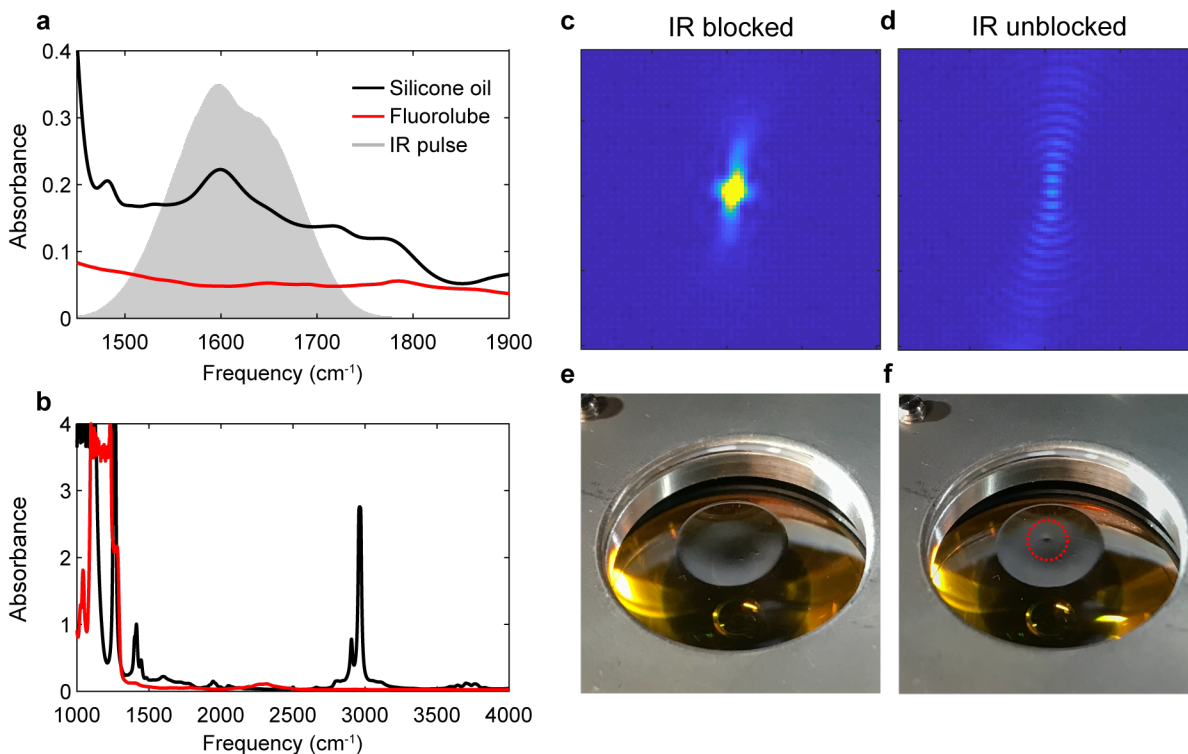 a
0.4
0.3
0.2
0.1
0
Absorbance
Silicone oil
Fluorolube
IR pulse
1500 1600 1700 1800 1900
Frequency (cm⁻¹)
b
4
3
2
1
0
Absorbance
1000 1500 2000 2500 3000 3500 4000
Frequency (cm⁻¹)
c
IR blocked
d
IR unblocked
e
f